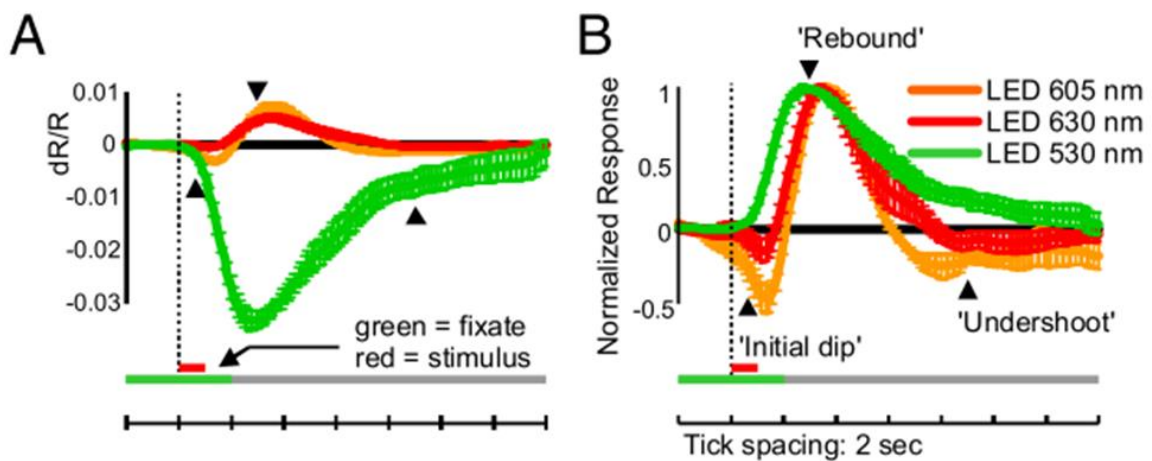 A
dR/R
0.01
0
-0.01
-0.02
-0.03
green = fixate
red = stimulus
B
'Rebound'
Normalized Response
1
0.5
0
-0.5
LED 605 nm
LED 630 nm
LED 530 nm
'Undershoot'
'Initial dip'
Tick spacing: 2 sec